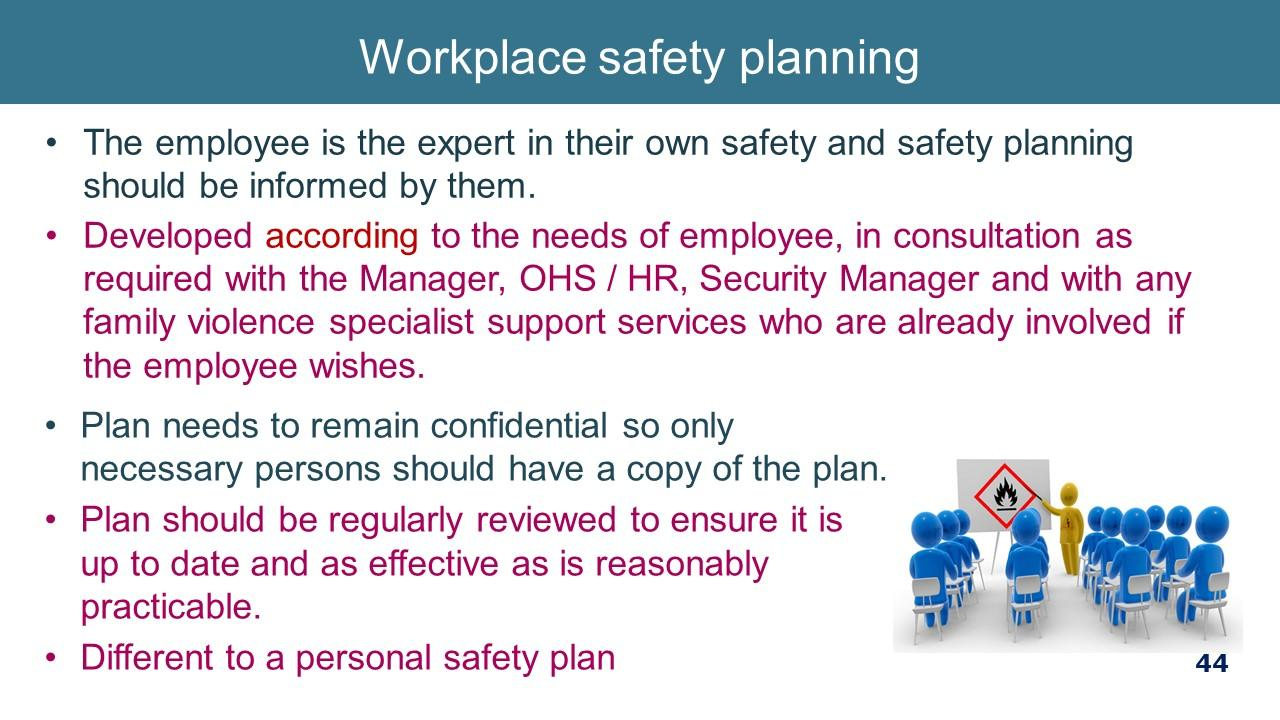 Workplace safety planning
• The employee is the expert in their own safety and safety planning
should be informed by them.
• Developed according to the needs of employee, in consultation as
required with the Manager, OHS / HR, Security Manager and with any
family violence specialist support services who are already involved if
the employee wishes.
• Plan needs to remain confidential so only
necessary persons should have a copy of the plan.
• Plan should be regularly reviewed to ensure it is
up to date and as effective as is reasonably
practicable.
• Different to a personal safety plan
44